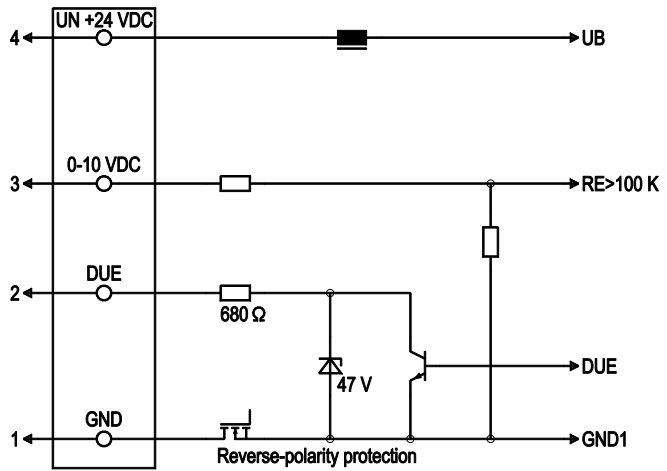 UN +24 VDC
4
UB
0-10 VDC
3
RE>100 K
DUE
2
680 Ω
47 V
DUE
GND
1
GND1
Reverse-polarity protection